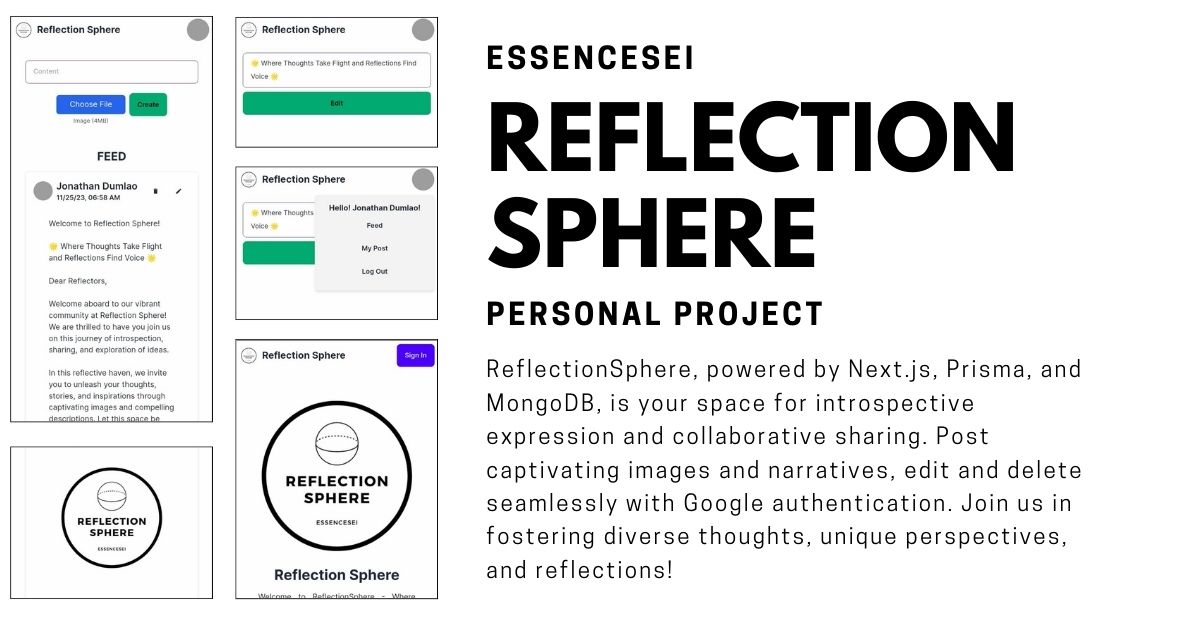 Reflection Sphere
Content
Choose File
Create
Image (4MB)
FEED
Jonathan Dumlao
11/25/23, 06:58 AM
Welcome to Reflection Sphere!
🌟 Where Thoughts Take Flight
and Reflections Find Voice 🌟
Dear Reflectors,
Welcome aboard to our vibrant
community at Reflection Sphere!
We are thrilled to have you join us
on this journey of introspection,
sharing, and exploration of ideas.
In this reflective haven, we invite
you to unleash your thoughts,
stories, and inspirations through
captivating images and compelling
descriptions. Let this space be
REFLECTION
SPHERE
ESSENCESEI
Reflection Sphere
🌟 Where Thoughts Take Flight and Reflections Find
Voice 🌟
Edit
Reflection Sphere
🌟 Where Thoughts
Voice 🌟
Hello! Jonathan Dumlao!
Feed
My Post
Log Out
Reflection Sphere
Sign In
REFLECTION
SPHERE
ESSENCESEI
Reflection Sphere
Welcome to ReflectionSphere - Where
ESSENCESEI
REFLECTION
SPHERE
PERSONAL PROJECT
ReflectionSphere, powered by Next.js, Prisma, and
MongoDB, is your space for introspective
expression and collaborative sharing. Post
captivating images and narratives, edit and delete
seamlessly with Google authentication. Join us in
fostering diverse thoughts, unique perspectives,
and reflections!